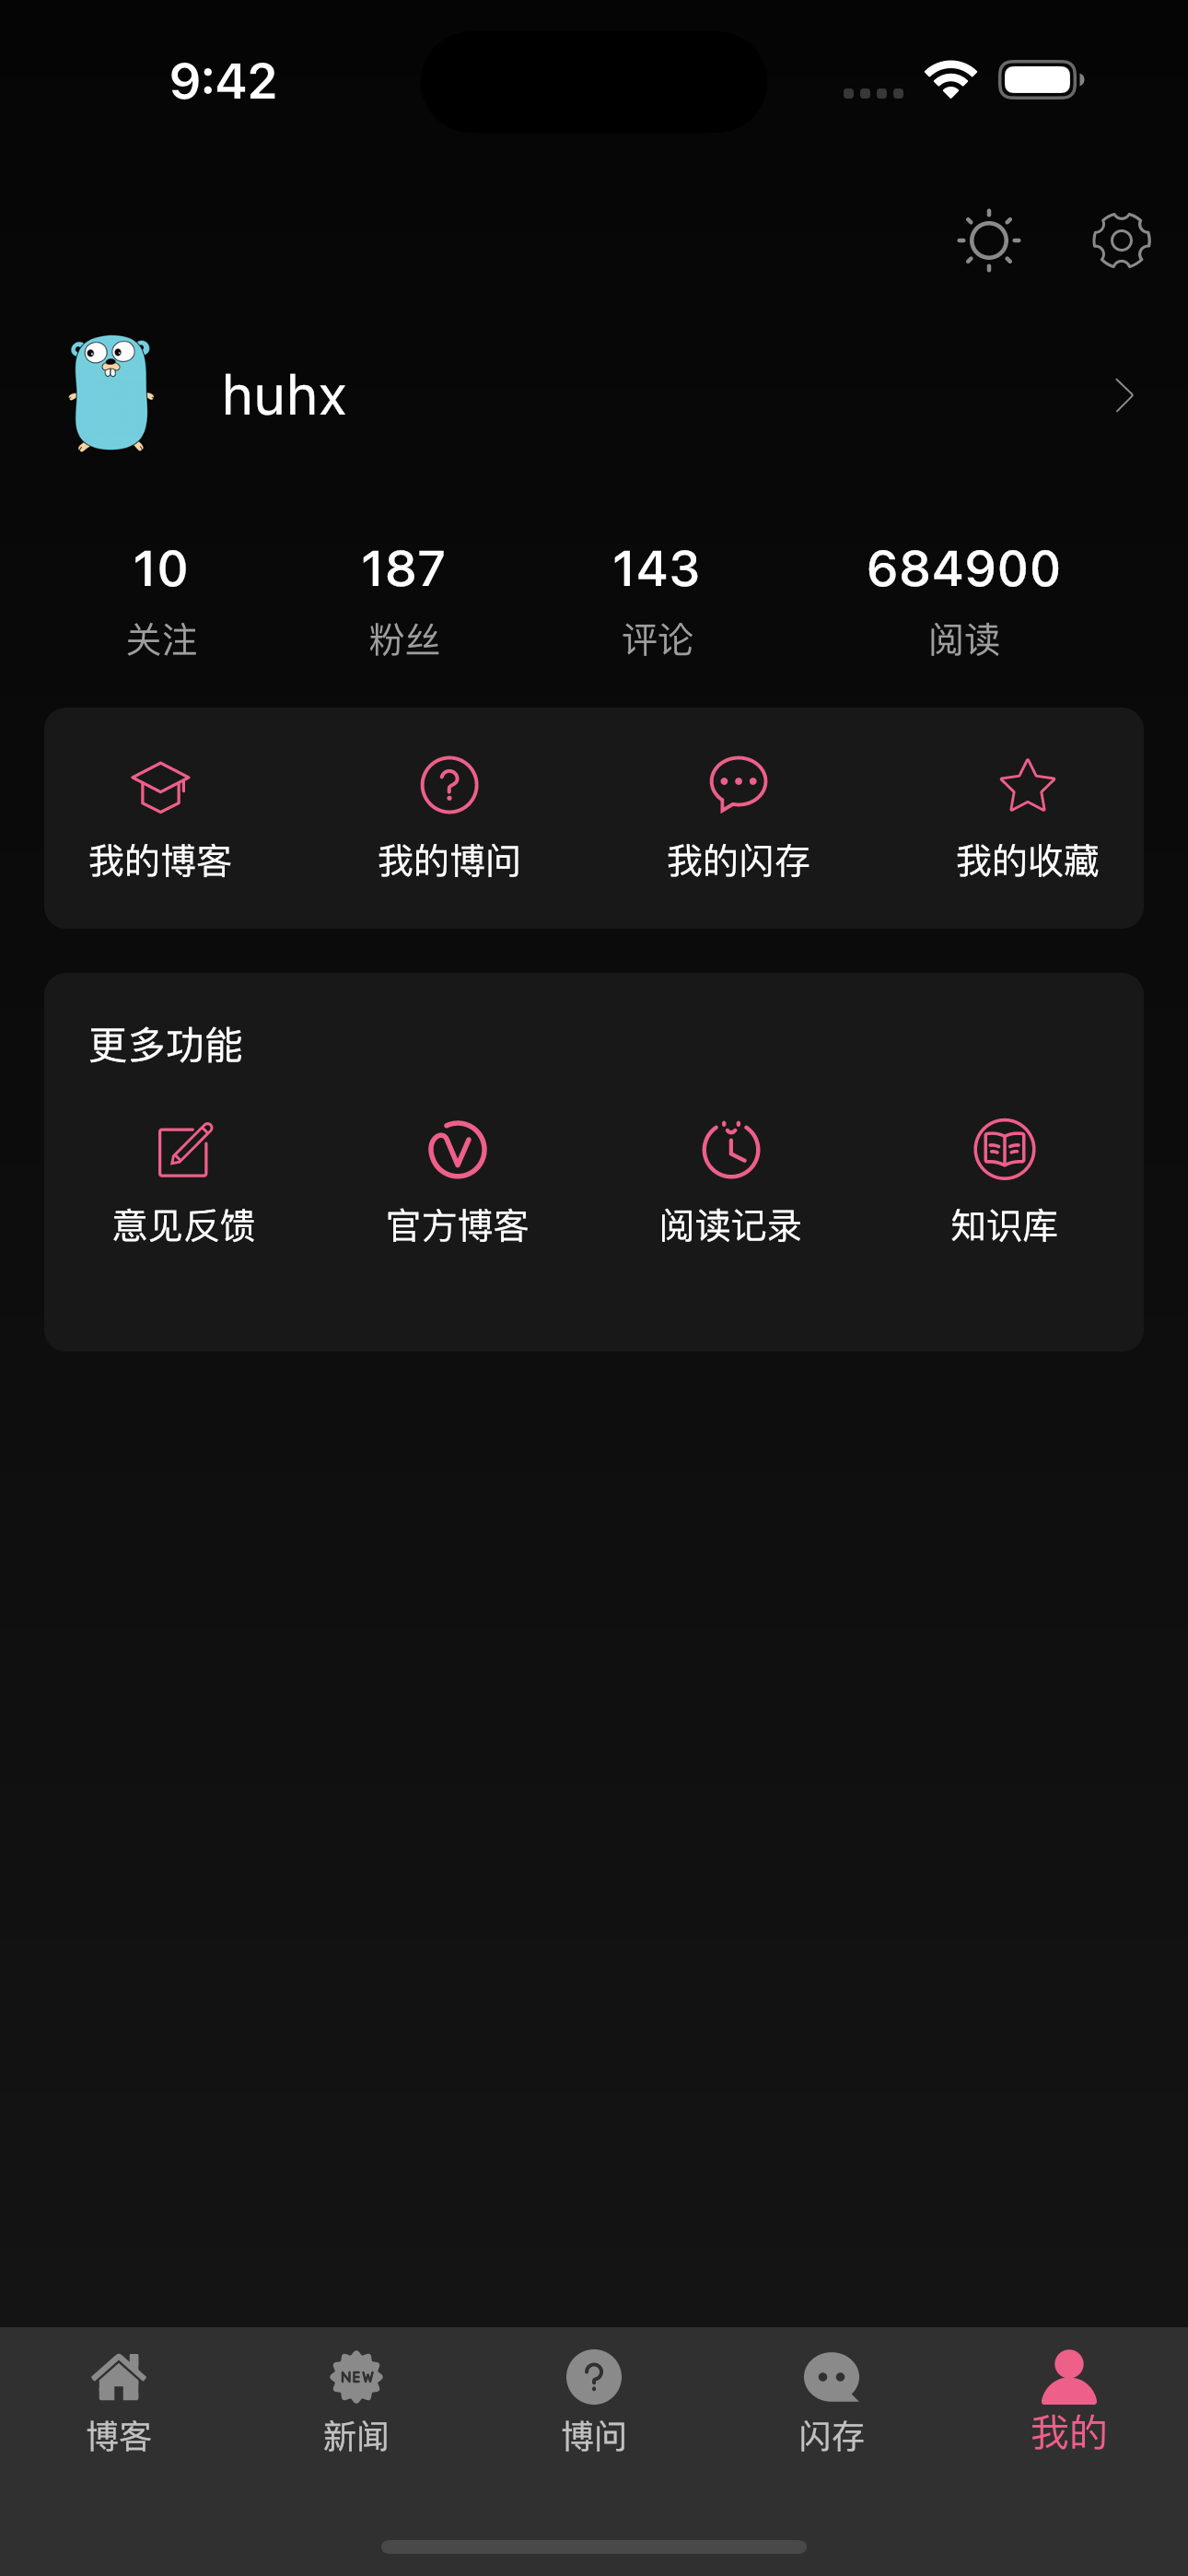 9:42
huhx
10 187 143 684900
关注 粉丝 评论 阅读
我的博客 我的博问 我的闪存 我的收藏
更多功能
意见反馈 官方博客 阅读记录 知识库
NEW
博客 新闻 博问 闪存 我的